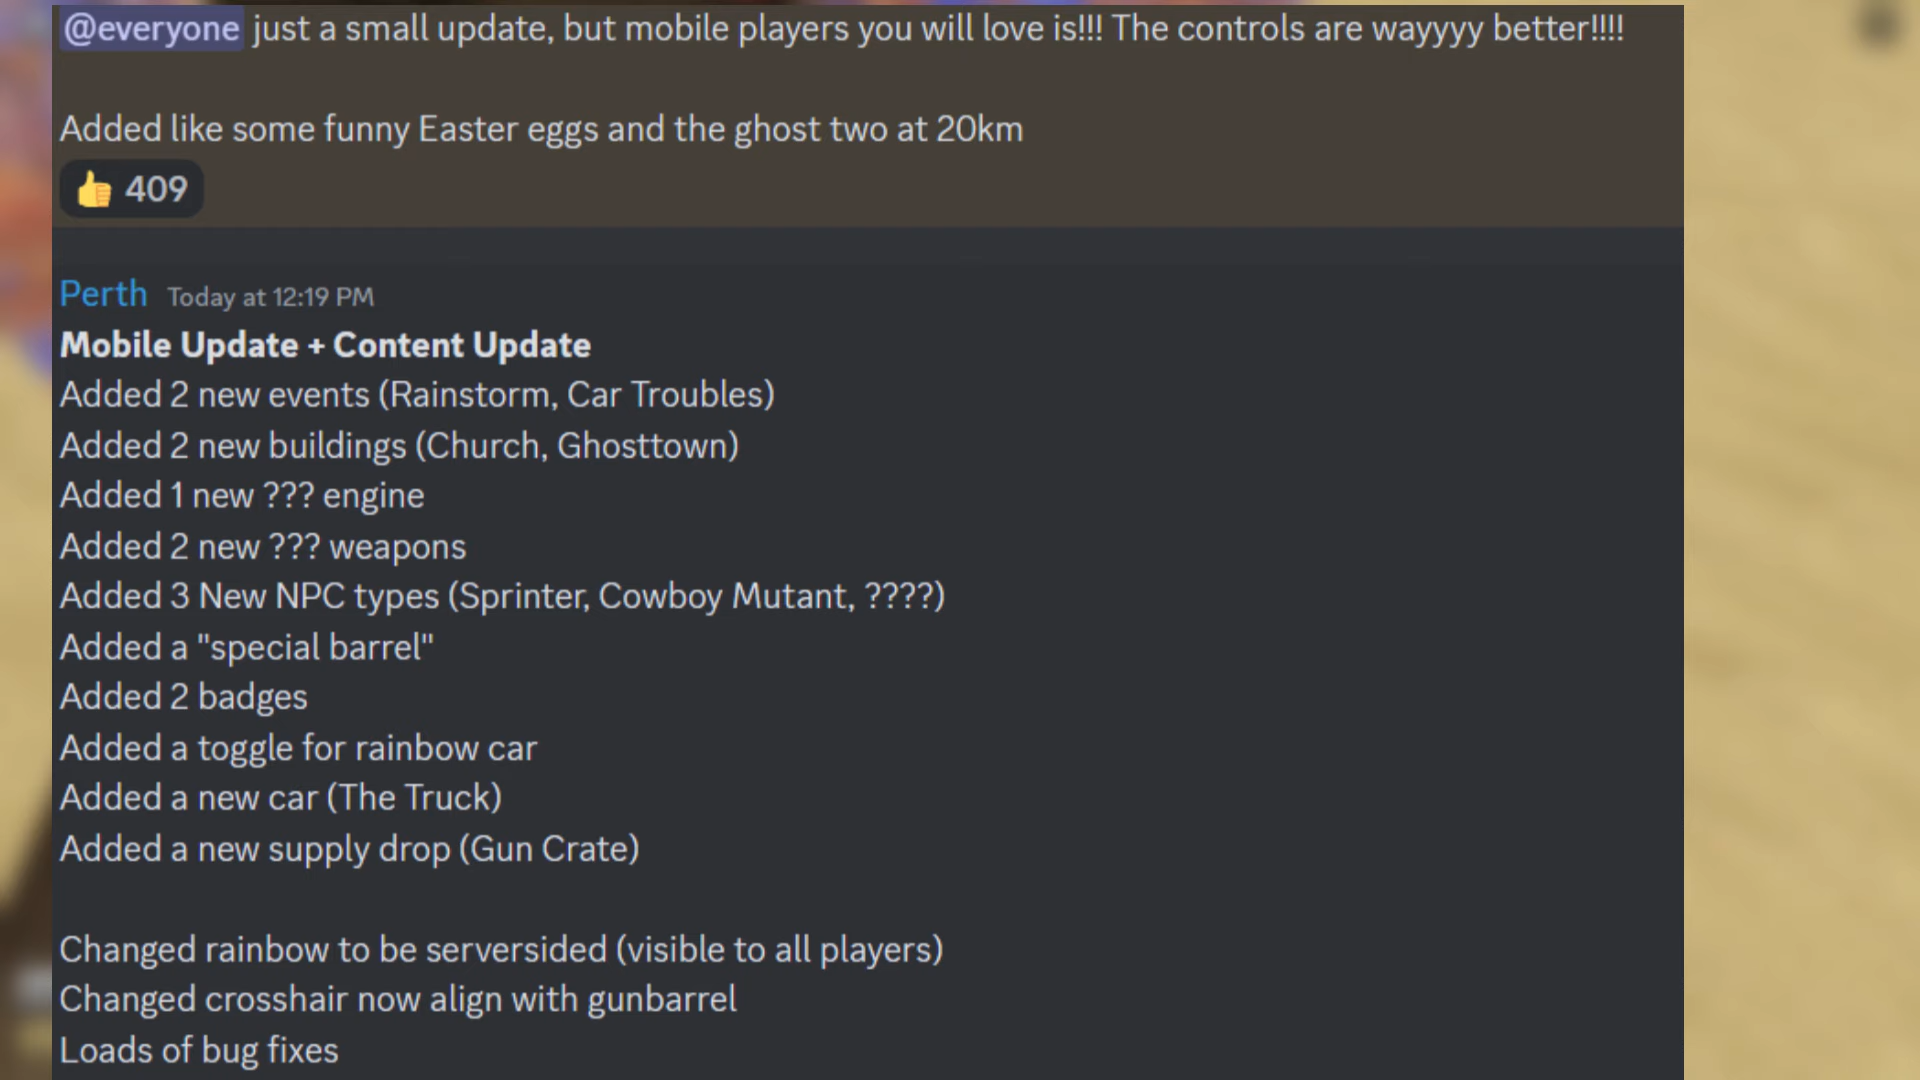 @everyone just a small update, but mobile players you will love is!!! The controls are wayyyy better!!!!
Added like some funny Easter eggs and the ghost two at 20km
👍 409
Perth Today at 12:19 PM
Mobile Update + Content Update
Added 2 new events (Rainstorm, Car Troubles)
Added 2 new buildings (Church, Ghosttown)
Added 1 new ??? engine
Added 2 new ??? weapons
Added 3 New NPC types (Sprinter, Cowboy Mutant, ????)
Added a "special barrel"
Added 2 badges
Added a toggle for rainbow car
Added a new car (The Truck)
Added a new supply drop (Gun Crate)
Changed rainbow to be serversided (visible to all players)
Changed crosshair now align with gunbarrel
Loads of bug fixes